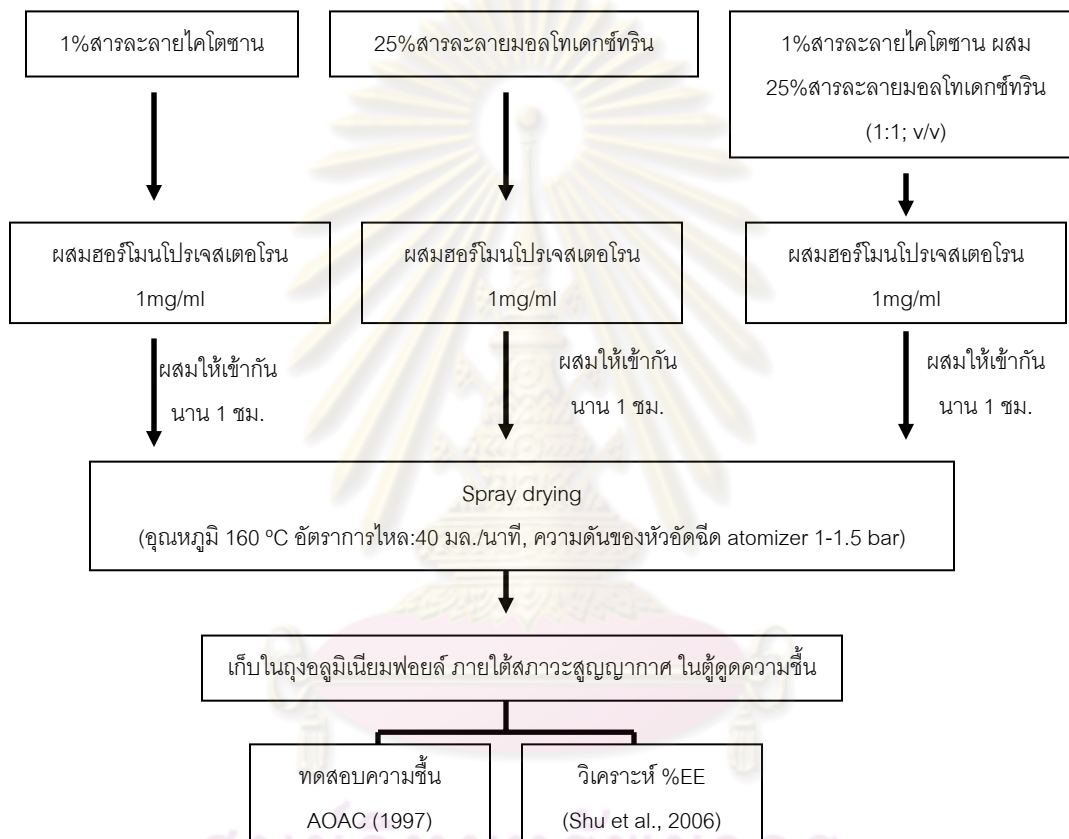 1%สารละลายไคโตซาน
25%สารละลายมอลโทเดกซ์ทริน
1%สารละลายไคโตซาน ผสม
25%สารละลายมอลโทเดกซ์ทริน
(1:1; v/v)
ผสมฮอร์โมนโปรเจสเตอโรน
1mg/ml
ผสมฮอร์โมนโปรเจสเตอโรน
1mg/ml
ผสมฮอร์โมนโปรเจสเตอโรน
1mg/ml
ผสมให้เข้ากัน
นาน 1 ชม.
ผสมให้เข้ากัน
นาน 1 ชม.
ผสมให้เข้ากัน
นาน 1 ชม.
Spray drying
(อุณหภูมิ 160 ºC อัตราการไหล:40 มล./นาที, ความดันของหัวอัดฉีด atomizer 1-1.5 bar)
เก็บในถุงอลูมิเนียมฟอยล์ ภายใต้สภาวะสูญญากาศ ในตู้ดูดความชื้น
ทดสอบความชื้น
AOAC (1997)
วิเคราะห์ %EE
(Shu et al., 2006)